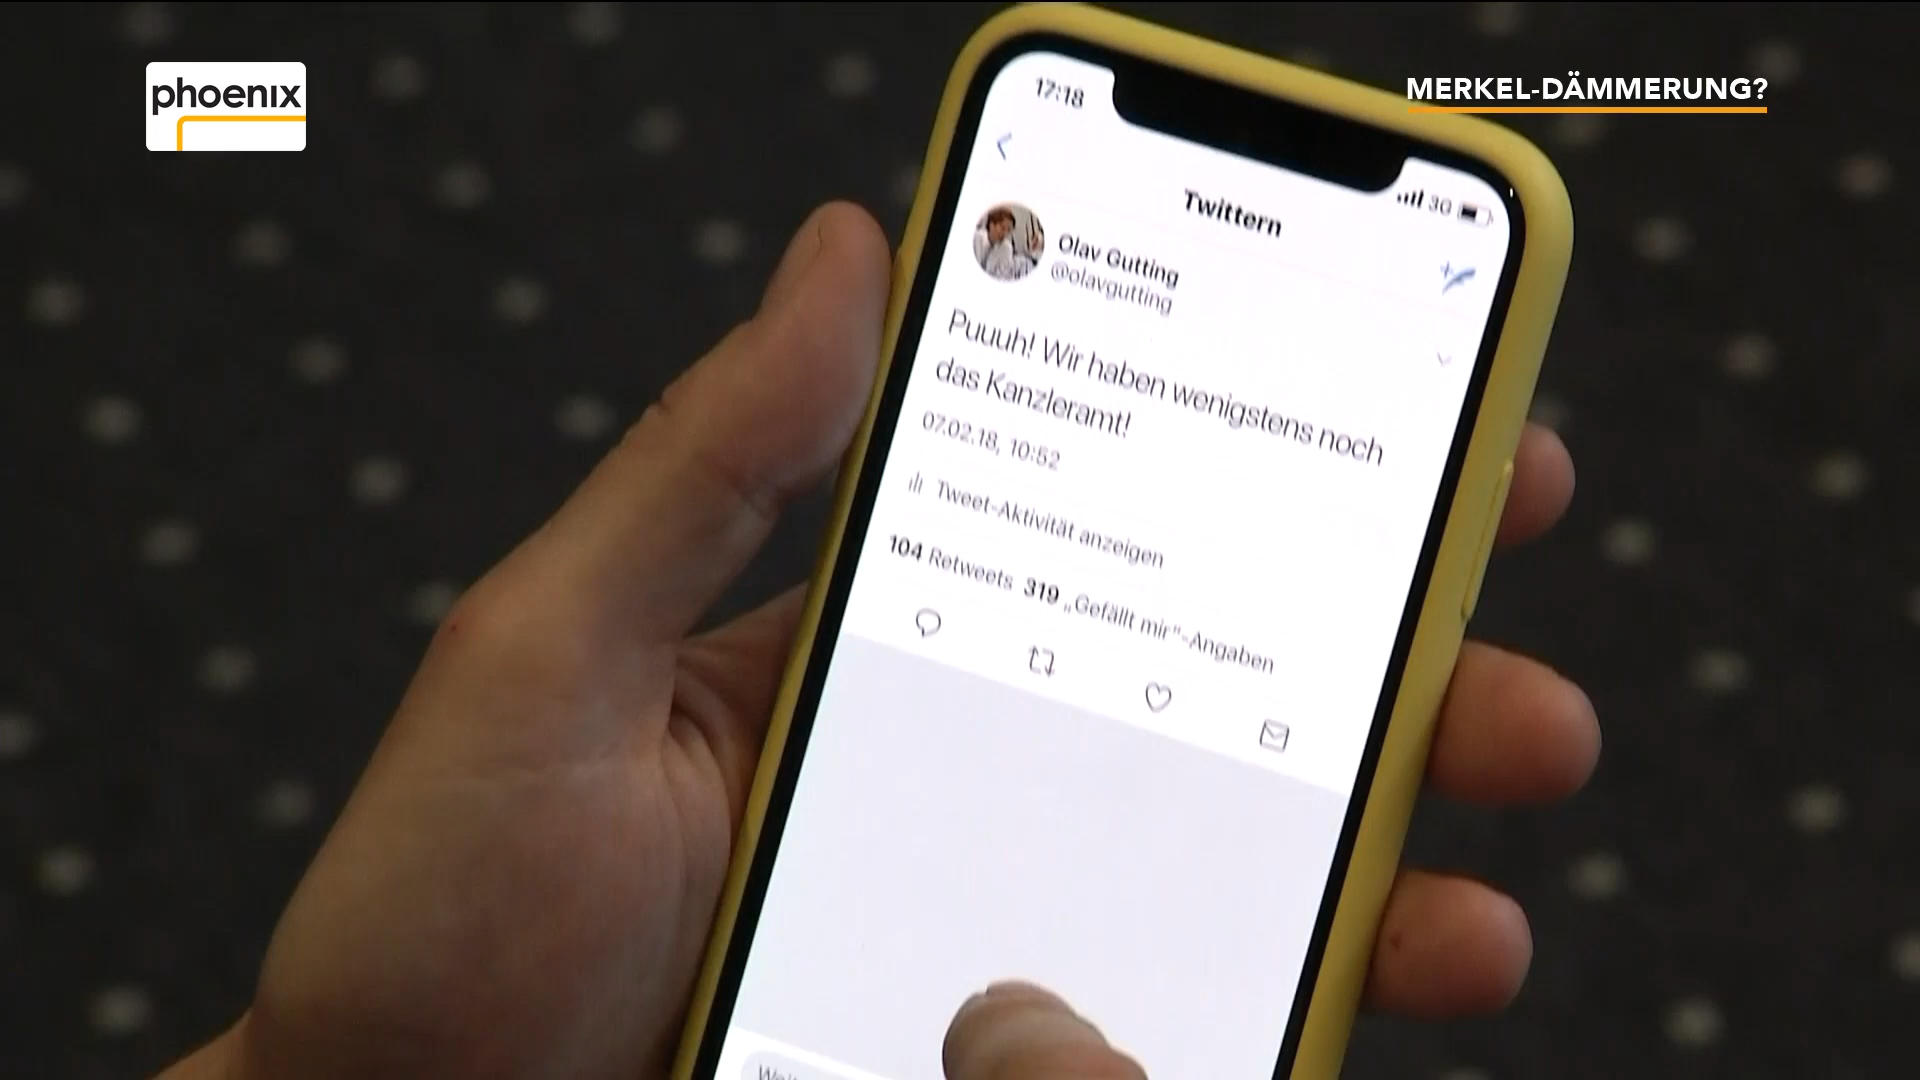 phoenix
MERKEL-DÄMMERUNG?
17:18
3G
Twittern
Olav Gutting
@olavgutting
Puuuh! Wir haben wenigstens noch
das Kanzleramt!
07.02.18, 10:52
Tweet-Aktivität anzeigen
104 Retweets 319 „Gefällt mir“-Angaben